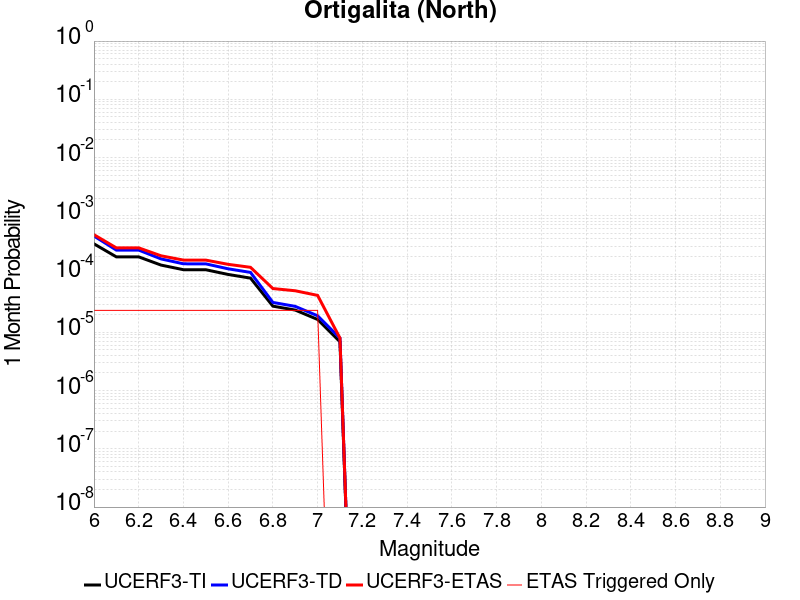 Ortigalita (North)
10^0
10^-1
10^-2
10^-3
10^-4
10^-5
10^-6
10^-7
10^-8
1 Month Probability
6 6.2 6.4 6.6 6.8 7 7.2 7.4 7.6 7.8 8 8.2 8.4 8.6 8.8 9
Magnitude
UCERF3-TI UCERF3-TD UCERF3-ETAS ETAS Triggered Only